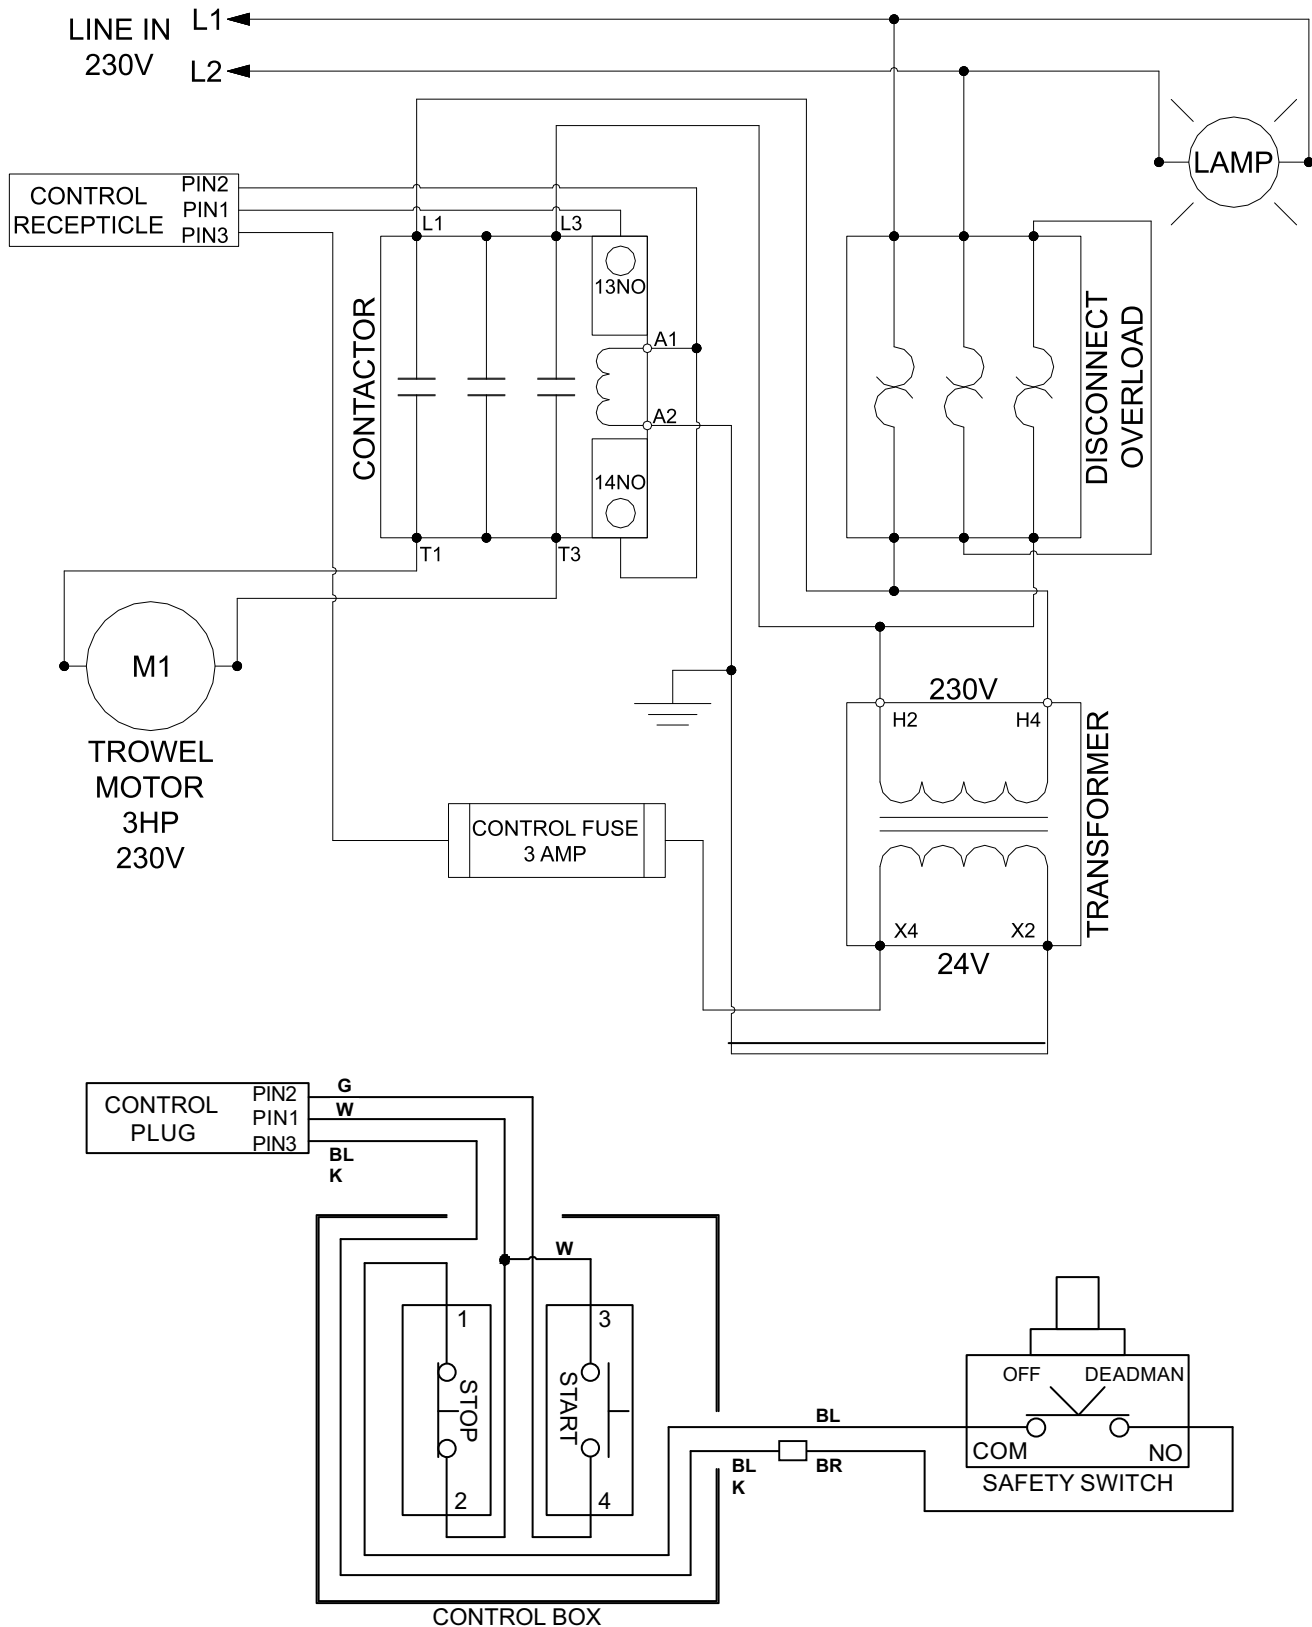 LINE IN
230V
L1
L2
LAMP
CONTROL
RECEPTICLE
PIN2
PIN1
PIN3
L1
L3
13NO
A1
A2
14NO
T1
T3
CONTACTOR
DISCONNECT
OVERLOAD
M1
TROWEL
MOTOR
3HP
230V
230V
H2
H4
TRANSFORMER
CONTROL FUSE
3 AMP
X4
X2
24V
CONTROL
PLUG
PIN2
PIN1
PIN3
G
W
BL
K
W
1
STOP
2
3
START
4
BL
BL
K
BR
OFF
DEADMAN
COM
NO
SAFETY SWITCH
CONTROL BOX